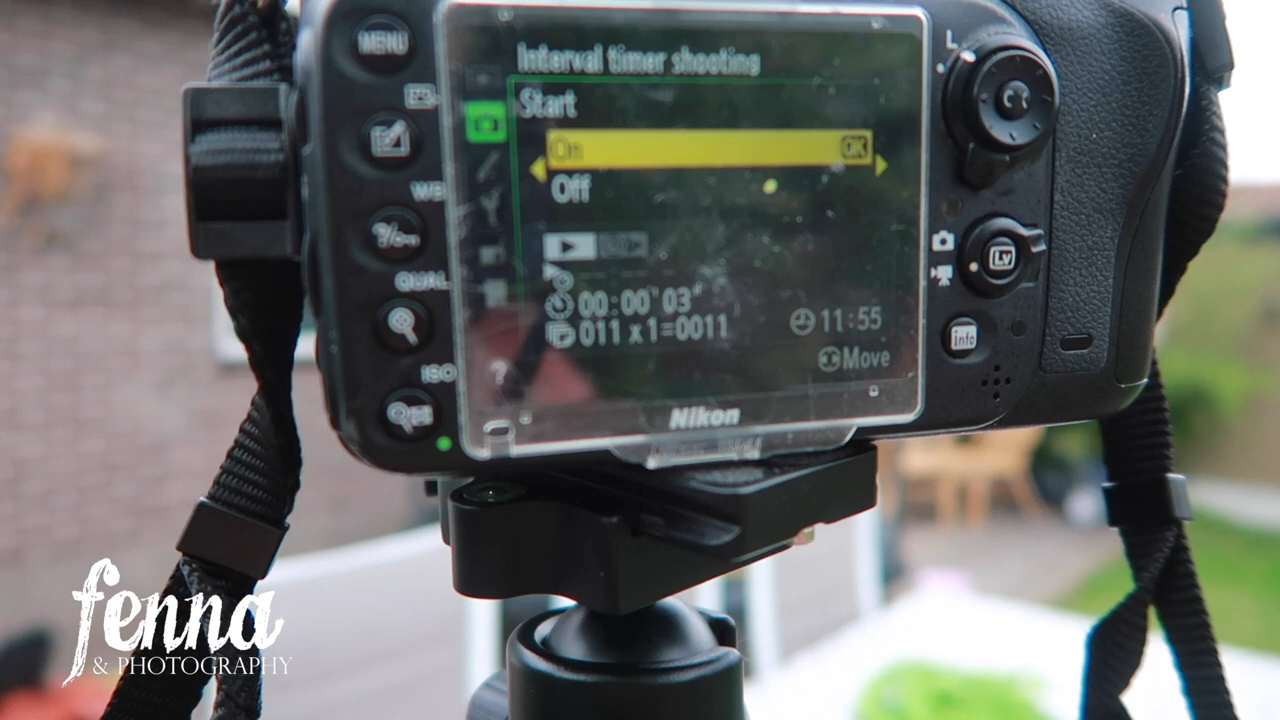 MENU
Interval timer shooting
Start
On OK
Off
WB
?/
QUAL
00:00'03"
011 x1=0011
11:55
Move
?
ISO
Nikon
L
Lv
info
fenna
& PHOTOGRAPHY